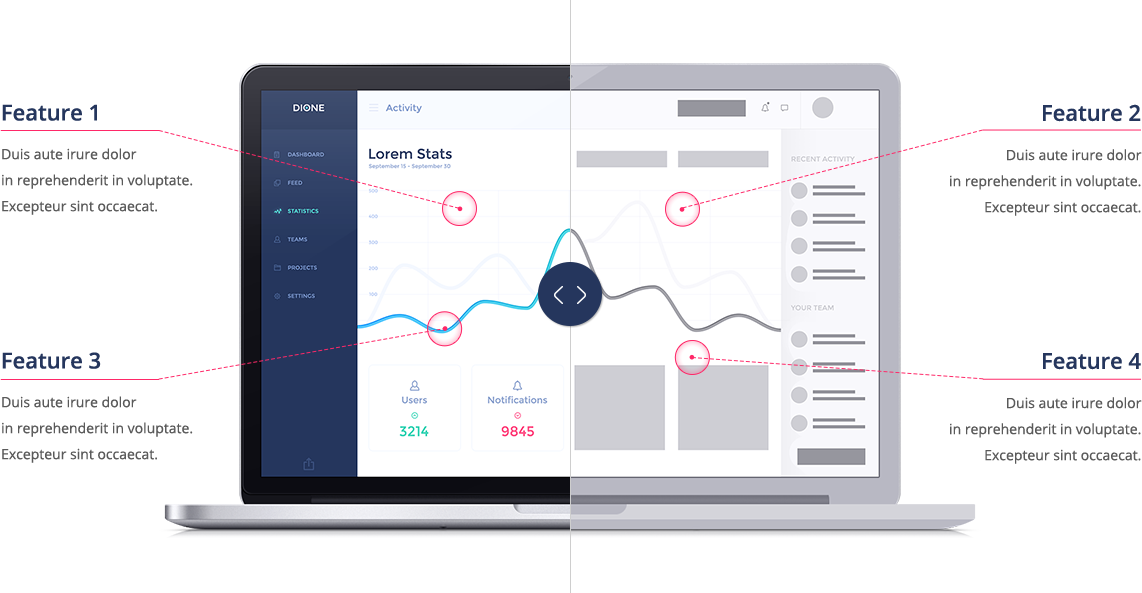 Feature 1
Duis aute irure dolor
in reprehenderit in voluptate.
Excepteur sint occaecat.
Feature 3
Duis aute irure dolor
in reprehenderit in voluptate.
Excepteur sint occaecat.
DIONE
DASHBOARD
FEED
STATISTICS
TEAMS
PROJECTS
SETTINGS
Activity
Lorem Stats
September 15 - September 30
500
400
300
200
100
Users
3214
Notifications
9845
RECENT ACTIVITY
YOUR TEAM
Feature 2
Duis aute irure dolor
in reprehenderit in voluptate.
Excepteur sint occaecat.
Feature 4
Duis aute irure dolor
in reprehenderit in voluptate.
Excepteur sint occaecat.